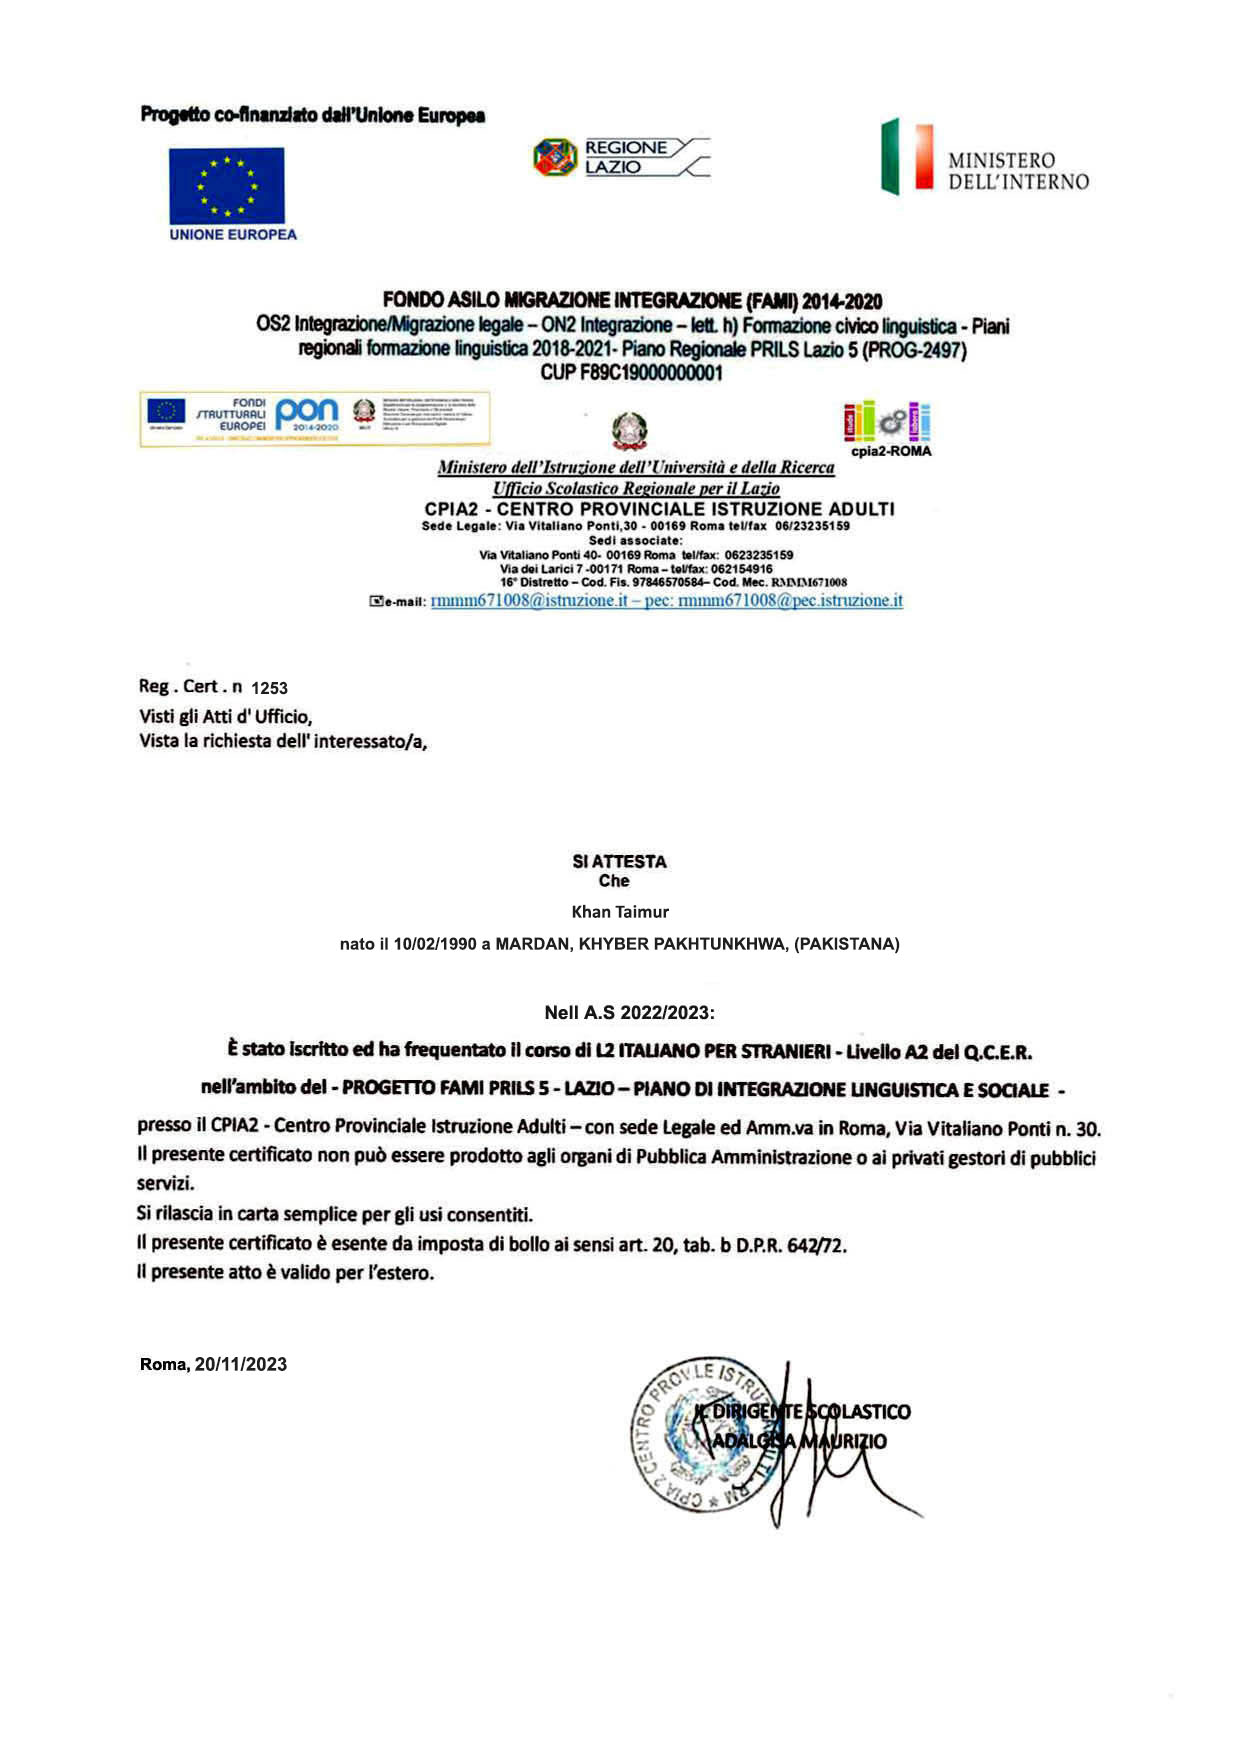 Progetto co-finanziato dall'Unione Europea
UNIONE EUROPEA
REGIONE
LAZIO
MINISTERO
DELL'INTERNO
FONDO ASILO MIGRAZIONE INTEGRAZIONE (FAMI) 2014-2020
OS2 Integrazione/Migrazione legale – ON2 Integrazione – lett. h) Formazione civico linguistica - Piani
regionali formazione linguistica 2018-2021- Piano Regionale PRILS Lazio 5 (PROG-2497)
CUP F89C19000000001
FONDI
STRUTTURALI
EUROPEI
pon
2014-2020
cpia2-ROMA
Ministero dell'Istruzione dell'Università e della Ricerca
Ufficio Scolastico Regionale per il Lazio
CPIA2 - CENTRO PROVINCIALE ISTRUZIONE ADULTI
Sede Legale: Via Vitaliano Ponti,30 - 00169 Roma tel/fax 06/23235159
Sedi associate:
Via Vitaliano Ponti 40- 00169 Roma tel/fax: 0623235159
Via dei Larici 7 -00171 Roma – tel/fax: 062154916
16° Distretto – Cod. Fis. 97846570584– Cod. Mec. RMMM671008
e-mail: rmmm671008@istruzione.it – pec: rmmm671008@pec.istruzione.it
Reg . Cert . n 1253
Visti gli Atti d' Ufficio,
Vista la richiesta dell' interessato/a,
SI ATTESTA
Che
Khan Taimur
nato il 10/02/1990 a MARDAN, KHYBER PAKHTUNKHWA, (PAKISTANA)
Nell A.S 2022/2023:
È stato iscritto ed ha frequentato il corso di L2 ITALIANO PER STRANIERI - Livello A2 del Q.C.E.R.
nell'ambito del - PROGETTO FAMI PRILS 5 - LAZIO – PIANO DI INTEGRAZIONE LINGUISTICA E SOCIALE -
presso il CPIA2 - Centro Provinciale Istruzione Adulti – con sede Legale ed Amm.va in Roma, Via Vitaliano Ponti n. 30.
Il presente certificato non può essere prodotto agli organi di Pubblica Amministrazione o ai privati gestori di pubblici
servizi.
Si rilascia in carta semplice per gli usi consentiti.
Il presente certificato è esente da imposta di bollo ai sensi art. 20, tab. b D.P.R. 642/72.
Il presente atto è valido per l'estero.
Roma, 20/11/2023
CPIA 2 CENTRO PROV.LE ISTRUZ. ADULTI - RM *
IL DIRIGENTE SCOLASTICO
ADALGISA MAURIZIO